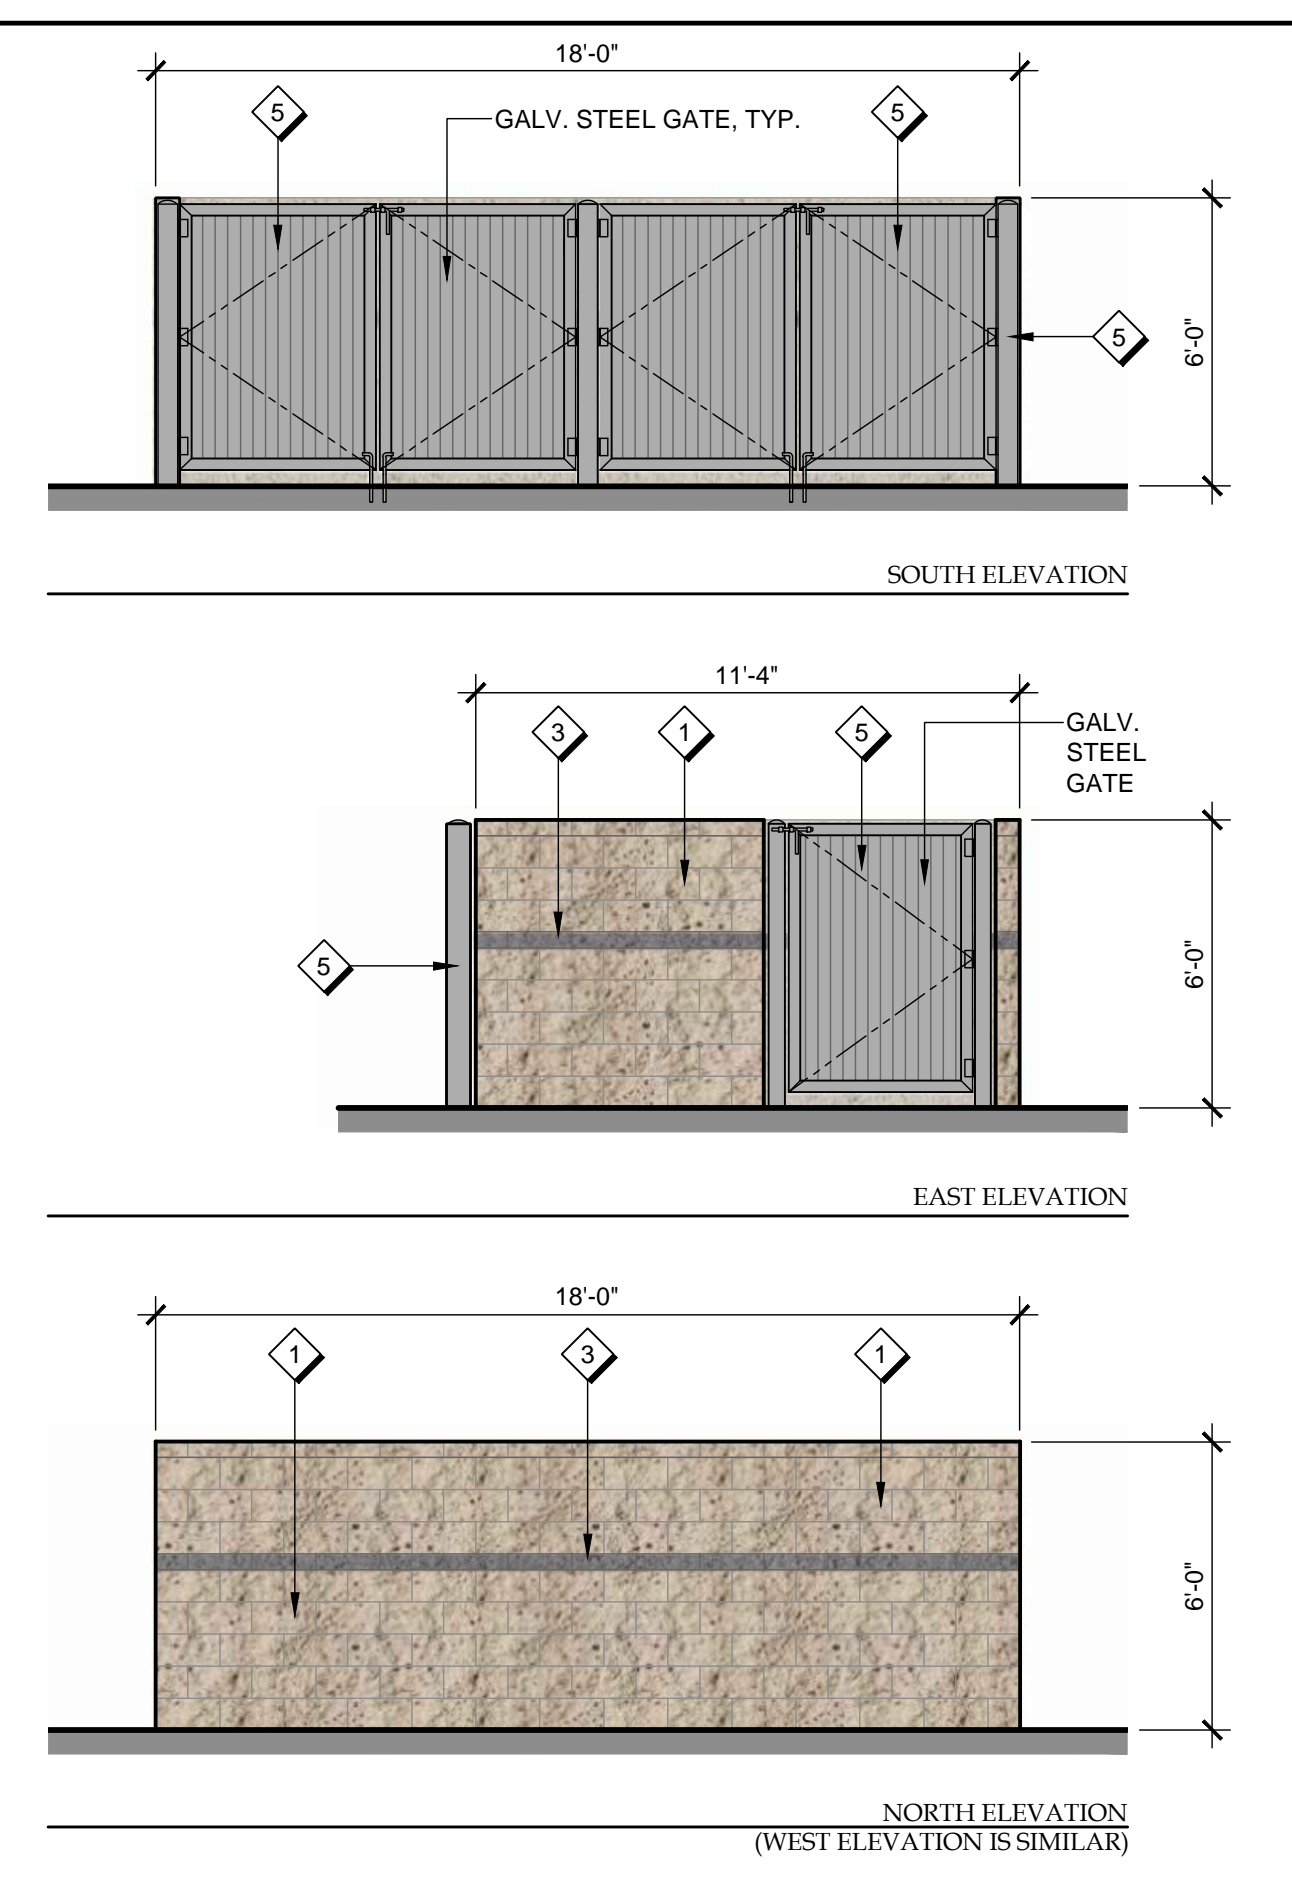 18'-0"
5
GALV. STEEL GATE, TYP.
5
5
6'-0"
SOUTH ELEVATION
11'-4"
3
1
5
GALV.
STEEL
GATE
5
6'-0"
EAST ELEVATION
18'-0"
1
3
1
6'-0"
NORTH ELEVATION
(WEST ELEVATION IS SIMILAR)